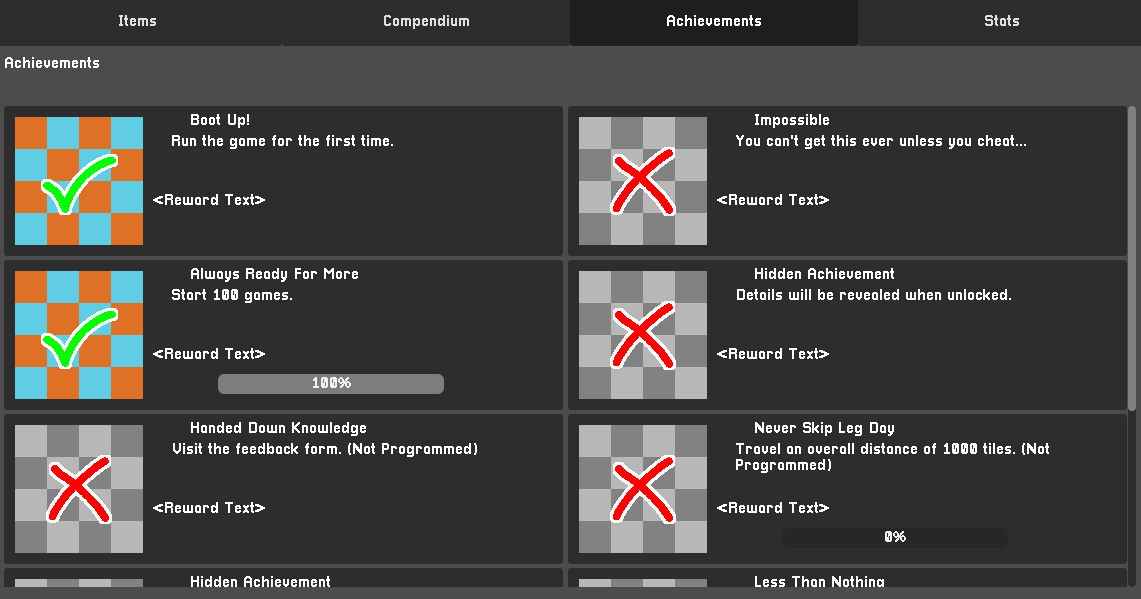 Items
Compendium
Achievements
Stats
Achievements
Boot Up!
Run the game for the first time.
<Reward Text>
Impossible
You can't get this ever unless you cheat...
<Reward Text>
Always Ready For More
Start 100 games.
<Reward Text>
100%
Hidden Achievement
Details will be revealed when unlocked.
<Reward Text>
Handed Down Knowledge
Visit the feedback form. (Not Programmed)
<Reward Text>
Never Skip Leg Day
Travel an overall distance of 1000 tiles. (Not
Programmed)
<Reward Text>
0%
Hidden Achievement
Less Than Nothing